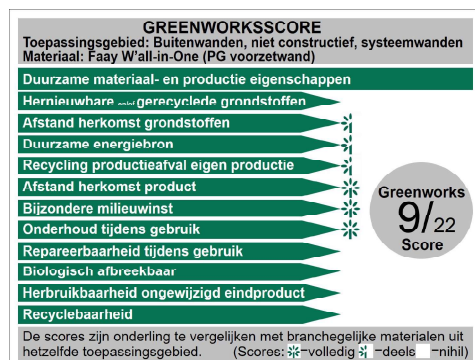 GREENWORKSSCORE
Toepassingsgebied: Buitenwanden, niet constructief, systeemwanden
Materiaal: Faay W'all-in-One (PG voorzetwand)
Duurzame materiaal- en productie eigenschappen
Hernieuwbare en/of gerecyclede grondstoffen
Afstand herkomst grondstoffen
Duurzame energiebron
Recycling productieafval eigen productie
Afstand herkomst product
Bijzondere milieuwinst
Onderhoud tijdens gebruik
Repareerbaarheid tijdens gebruik
Biologisch afbreekbaar
Herbruikbaarheid ongewijzigd eindproduct
Recyclebaarheid
Greenworks
9/22
Score
De scores zijn onderling te vergelijken met branchegelijke materialen uit
hetzelfde toepassingsgebied. (Scores: =volledig =deels =nihil)